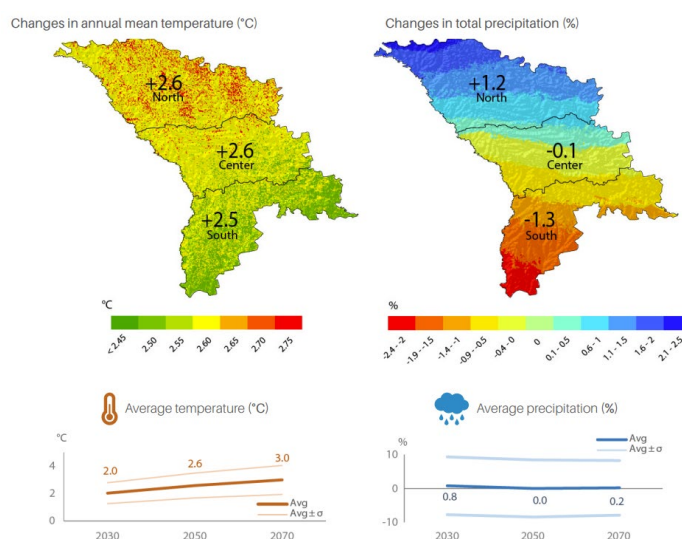 Changes in annual mean temperature (°C)
Changes in total precipitation (%)
+2.6
North
+2.6
Center
+2.5
South
+1.2
North
-0.1
Center
-1.3
South
°C
<2.45
2.50
2.55
2.60
2.65
2.70
2.75
%
-2.4 - -2
-1.9 - -1.5
-1.4 - -1
-0.9 - -0.5
-0.4 - 0
0
0.1 - 0.5
0.6 - 1
1.1 - 1.5
1.6 - 2
2.1 - 2.5
Average temperature (°C)
°C
4
2
0
2.0
2.6
3.0
Avg
Avg±σ
2030
2050
2070
Average precipitation (%)
%
10
0
-10
Avg
Avg±σ
0.8
0.0
0.2
2030
2050
2070